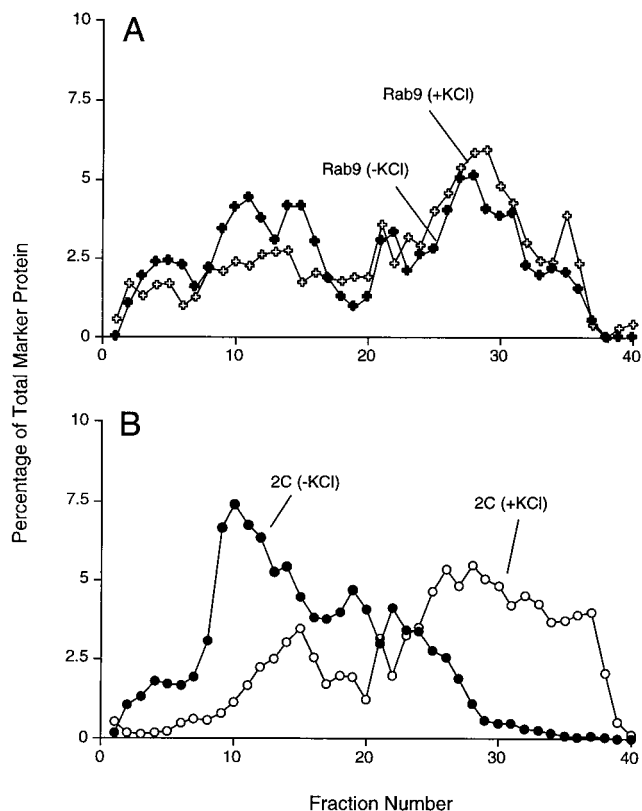 A
10
7.5
5
2.5
0
Rab9 (+KCl)
Rab9 (-KCl)
0
10
20
30
40
Percentage of Total Marker Protein
B
10
7.5
5
2.5
0
2C (-KCl)
2C (+KCl)
0
10
20
30
40
Fraction Number